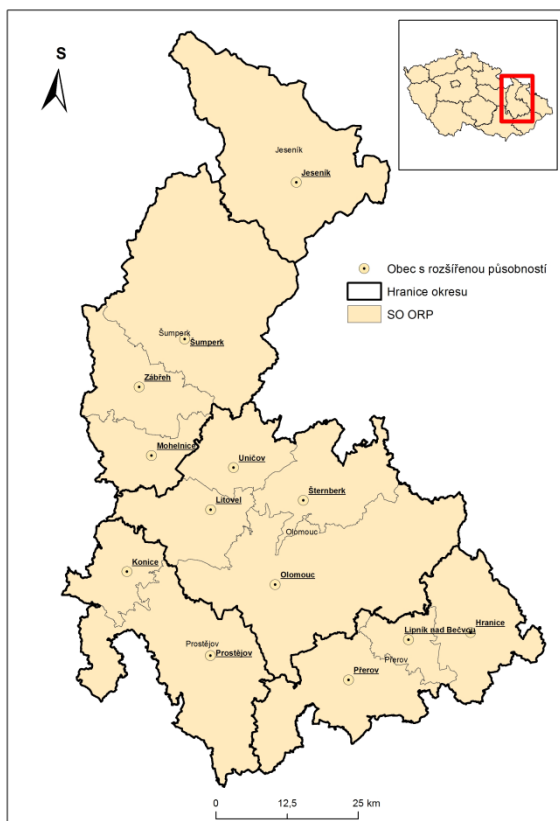 S
Jeseník
Jeseník
Obec s rozšířenou působností
Hranice okresu
SO ORP
Šumperk
Šumperk
Zábřeh
Mohelnice
Uničov
Šternberk
Litovel
Olomouc
Konice
Olomouc
Hranice
Lipník nad Bečvou
Prostějov
Prostějov
Přerov
Přerov
0 12,5 25 km